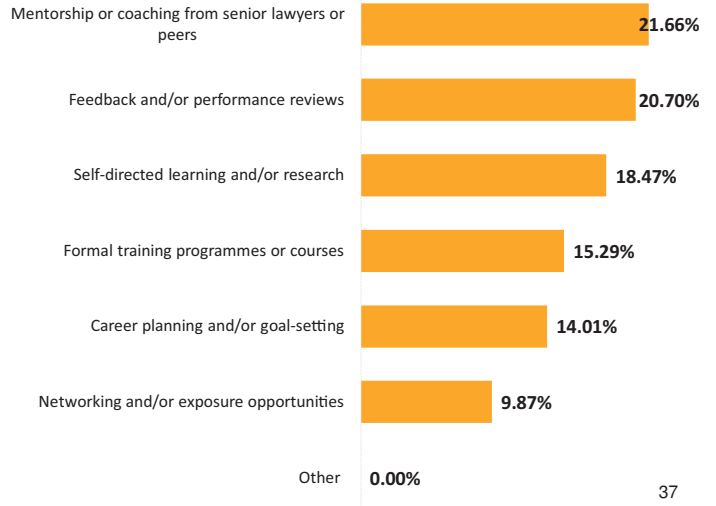 Mentorship or coaching from senior lawyers or
peers
21.66%
Feedback and/or performance reviews
20.70%
Self-directed learning and/or research
18.47%
Formal training programmes or courses
15.29%
Career planning and/or goal-setting
14.01%
Networking and/or exposure opportunities
9.87%
Other
0.00%
37